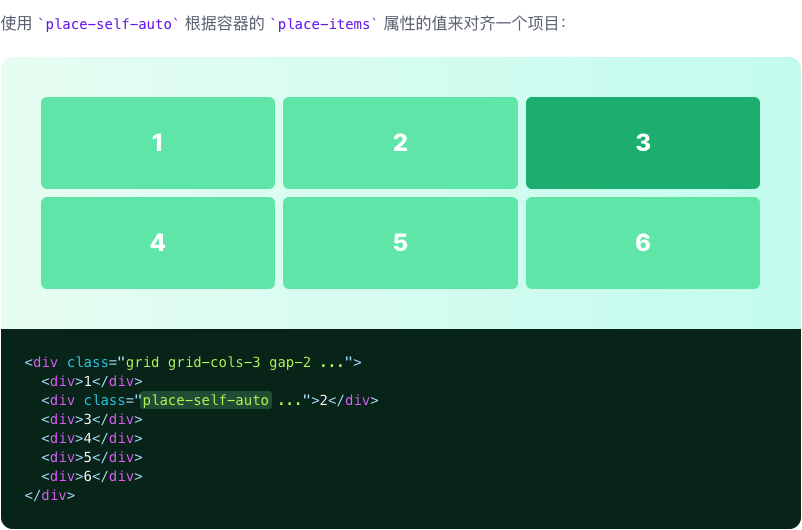 使用 `place-self-auto` 根据容器的 `place-items` 属性的值来对齐一个项目：
1
2
3
4
5
6
<div class="grid grid-cols-3 gap-2 ...">
  <div>1</div>
  <div class="place-self-auto ...">2</div>
  <div>3</div>
  <div>4</div>
  <div>5</div>
  <div>6</div>
</div>